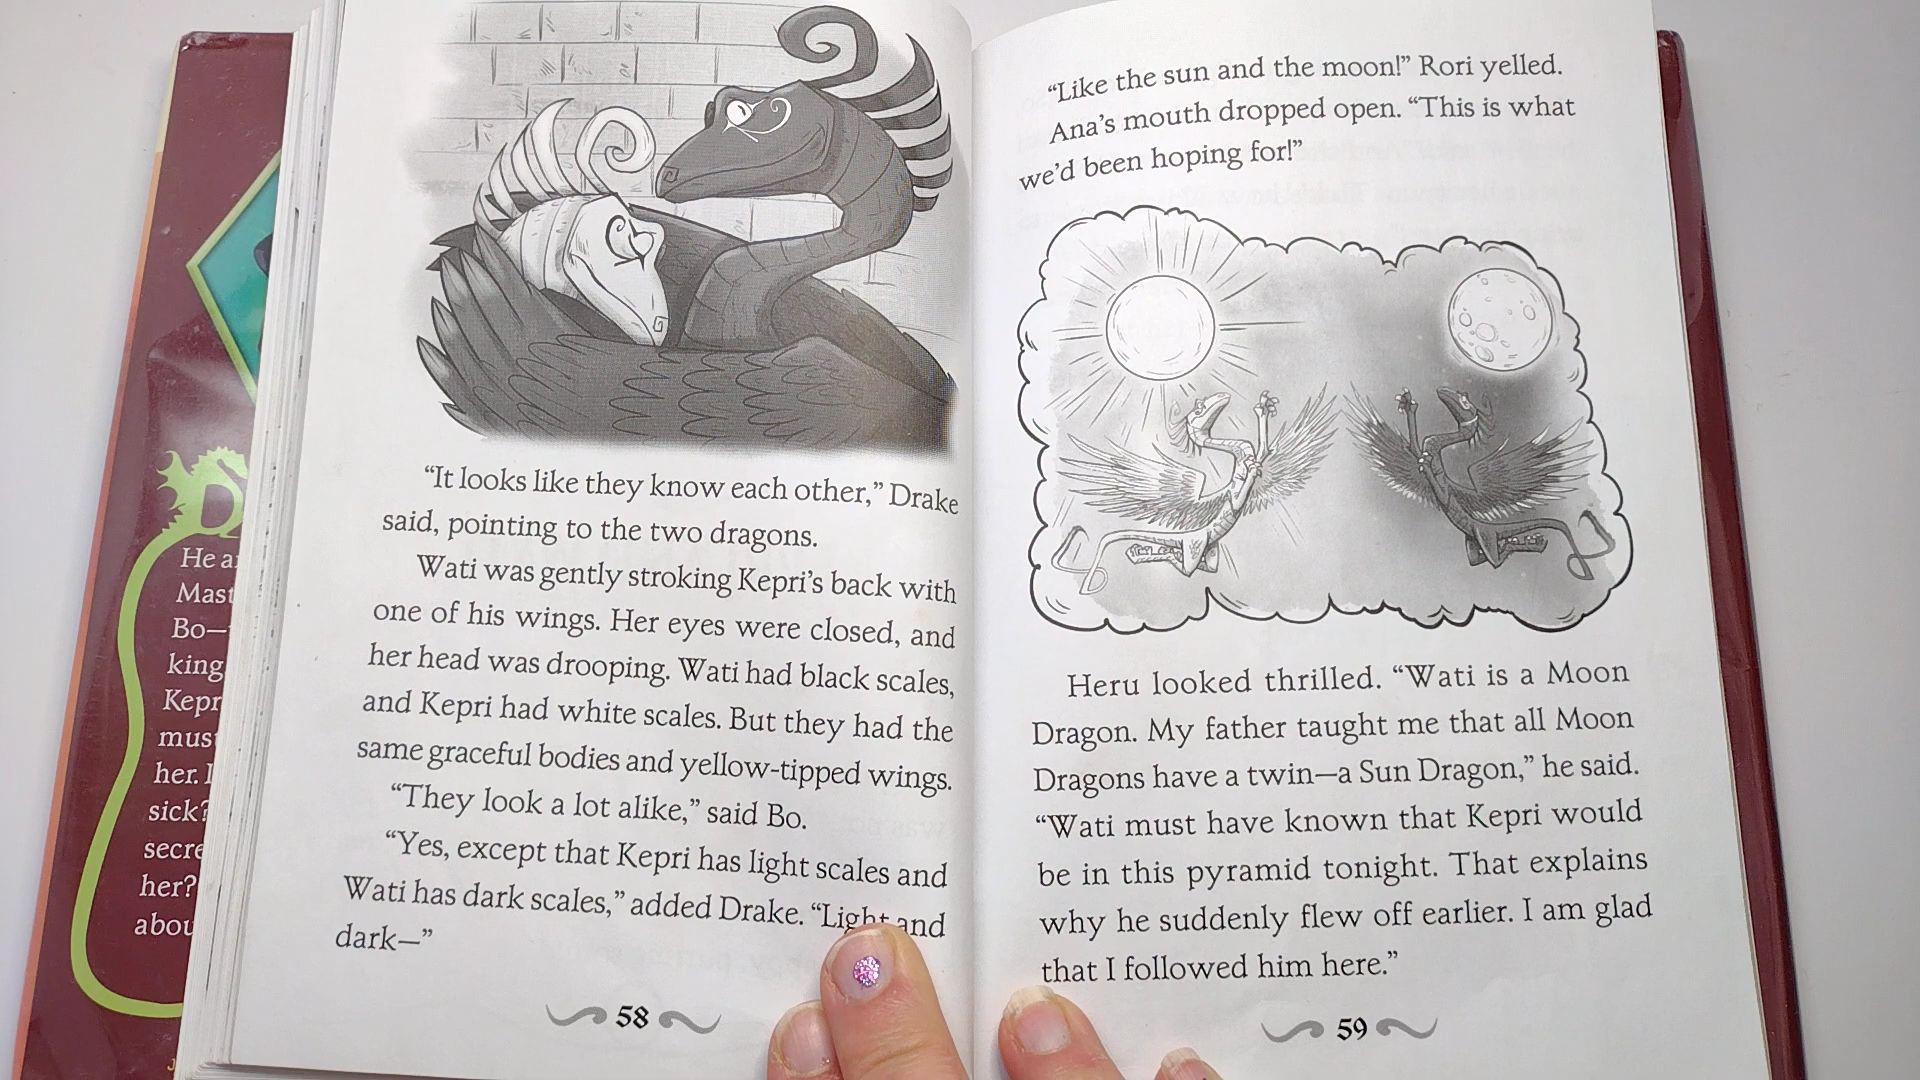 He a
Mast
Bo—
king
Kepr
must
her. I
sick?
secre
her?
abou
“It looks like they know each other,” Drake
said, pointing to the two dragons.
Wati was gently stroking Kepri’s back with
one of his wings. Her eyes were closed, and
her head was drooping. Wati had black scales,
and Kepri had white scales. But they had the
same graceful bodies and yellow-tipped wings.
“They look a lot alike,” said Bo.
“Yes, except that Kepri has light scales and
Wati has dark scales,” added Drake. “Light and
dark—”
58
“Like the sun and the moon!” Rori yelled.
Ana’s mouth dropped open. “This is what
we’d been hoping for!”
Heru looked thrilled. “Wati is a Moon
Dragon. My father taught me that all Moon
Dragons have a twin—a Sun Dragon,” he said.
“Wati must have known that Kepri would
be in this pyramid tonight. That explains
why he suddenly flew off earlier. I am glad
that I followed him here.”
59